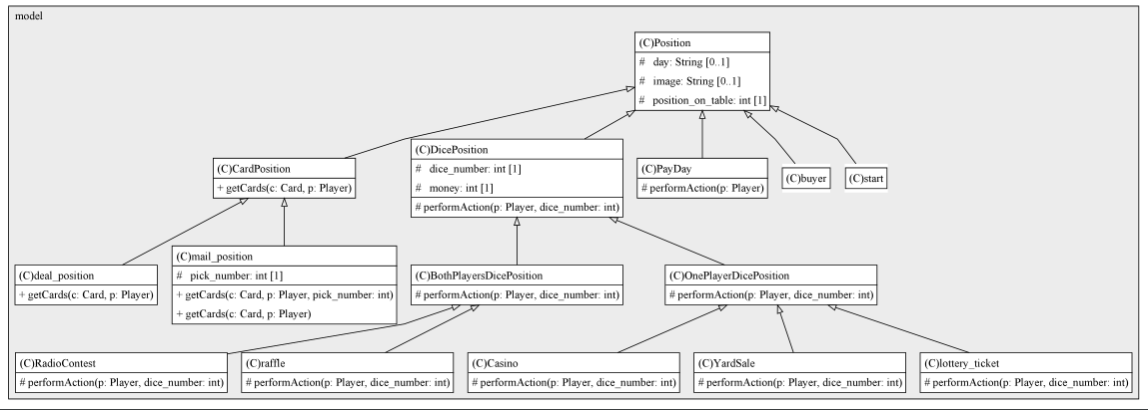 model
(C)Position
# day: String [0..1]
# image: String [0..1]
# position_on_table: int [1]
(C)CardPosition
+ getCards(c: Card, p: Player)
(C)DicePosition
# dice_number: int [1]
# money: int [1]
# performAction(p: Player, dice_number: int)
(C)PayDay
# performAction(p: Player)
(C)buyer
(C)start
(C)deal_position
+ getCards(c: Card, p: Player)
(C)mail_position
# pick_number: int [1]
+ getCards(c: Card, p: Player, pick_number: int)
+ getCards(c: Card, p: Player)
(C)BothPlayersDicePosition
# performAction(p: Player, dice_number: int)
(C)OnePlayerDicePosition
# performAction(p: Player, dice_number: int)
(C)RadioContest
# performAction(p: Player, dice_number: int)
(C)raffle
# performAction(p: Player, dice_number: int)
(C)Casino
# performAction(p: Player, dice_number: int)
(C)YardSale
# performAction(p: Player, dice_number: int)
(C)lottery_ticket
# performAction(p: Player, dice_number: int)